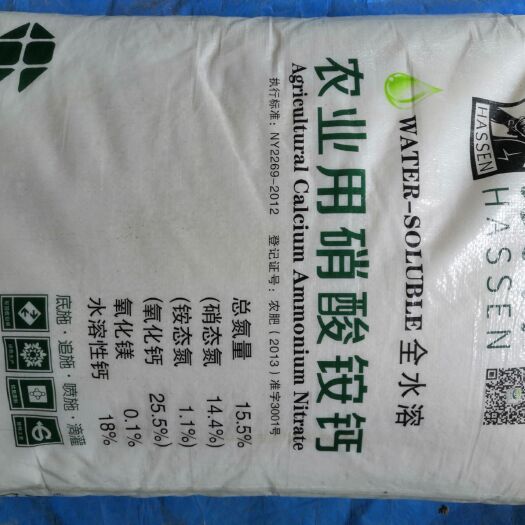 HASSEN
HASSEN
WATER-SOLUBLE 全水溶
农业用硝酸铵钙
Agricultural Calcium Ammonium Nitrate
执行标准: NY2269-2012 登记证号: 农肥(2013)准字3001号
总氮量 15.5%
(硝态氮 14.4%)
(铵态氮 1.1%)
(氧化钙 25.5%)
氧化镁 0.1%
水溶性钙 18%
底施·追施·喷施·滴灌